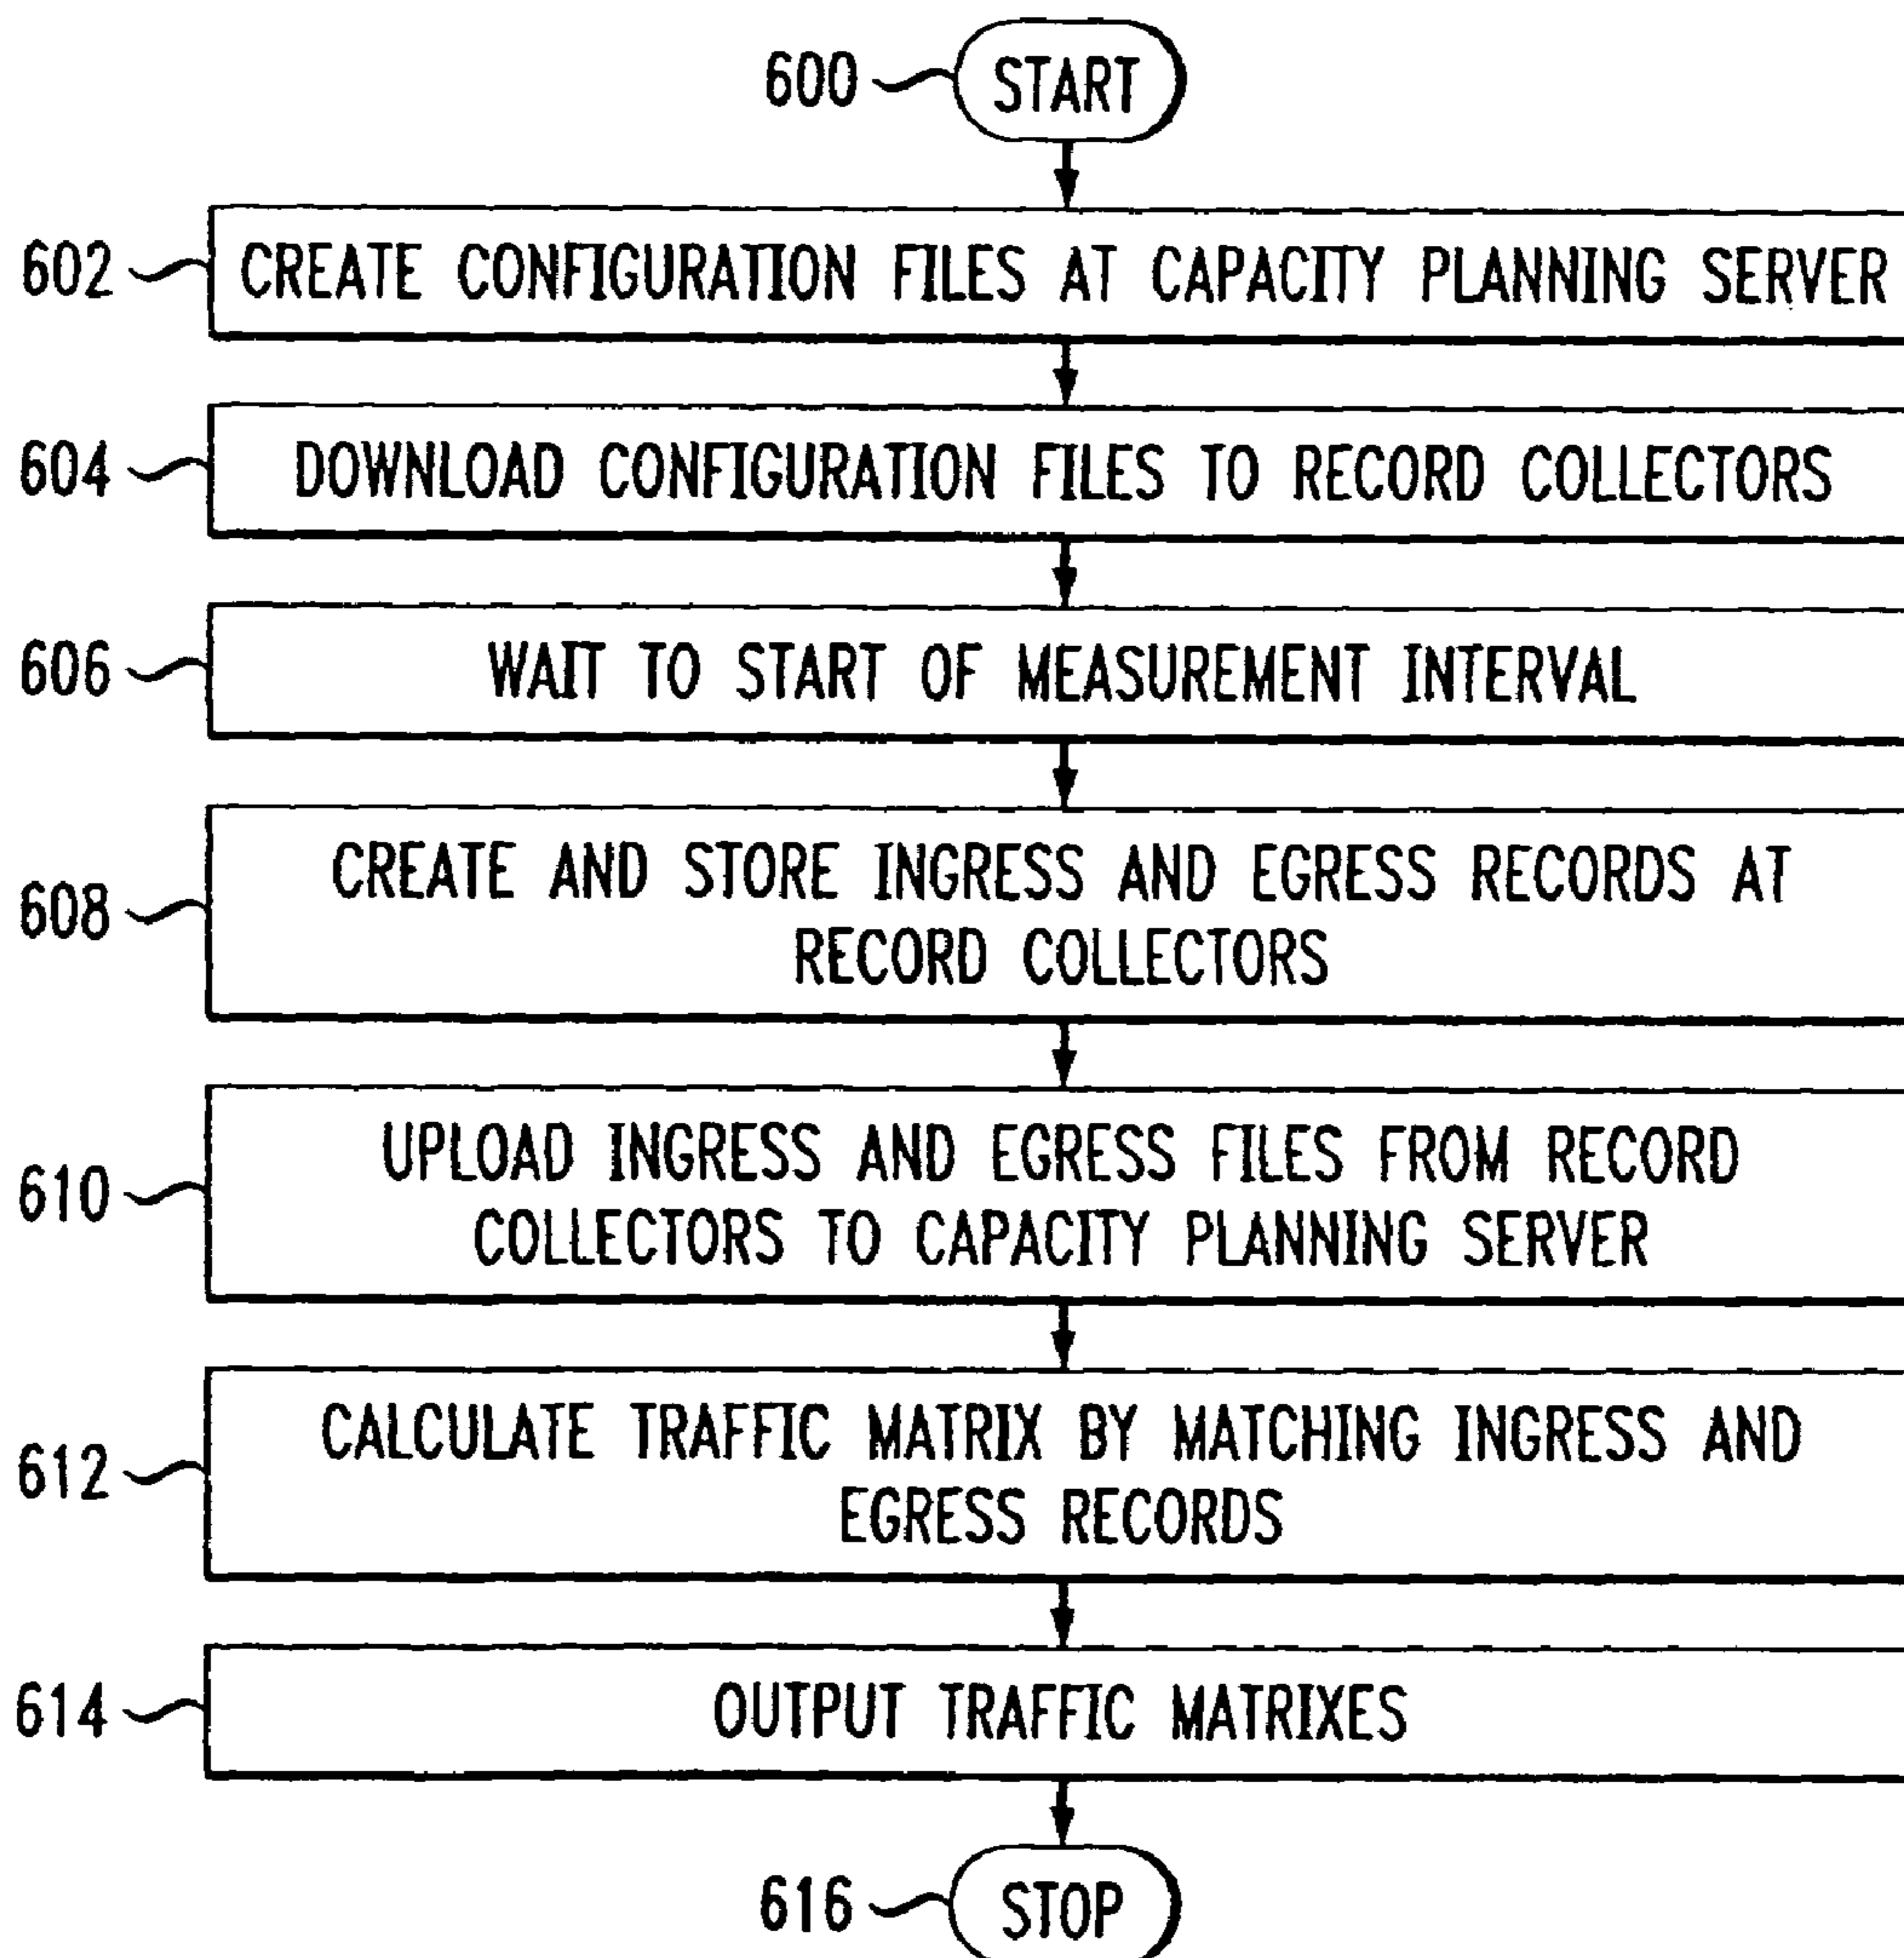 600 START
602 CREATE CONFIGURATION FILES AT CAPACITY PLANNING SERVER
604 DOWNLOAD CONFIGURATION FILES TO RECORD COLLECTORS
606 WAIT TO START OF MEASUREMENT INTERVAL
608 CREATE AND STORE INGRESS AND EGRESS RECORDS AT
RECORD COLLECTORS
610 UPLOAD INGRESS AND EGRESS FILES FROM RECORD
COLLECTORS TO CAPACITY PLANNING SERVER
612 CALCULATE TRAFFIC MATRIX BY MATCHING INGRESS AND
EGRESS RECORDS
614 OUTPUT TRAFFIC MATRIXES
616 STOP